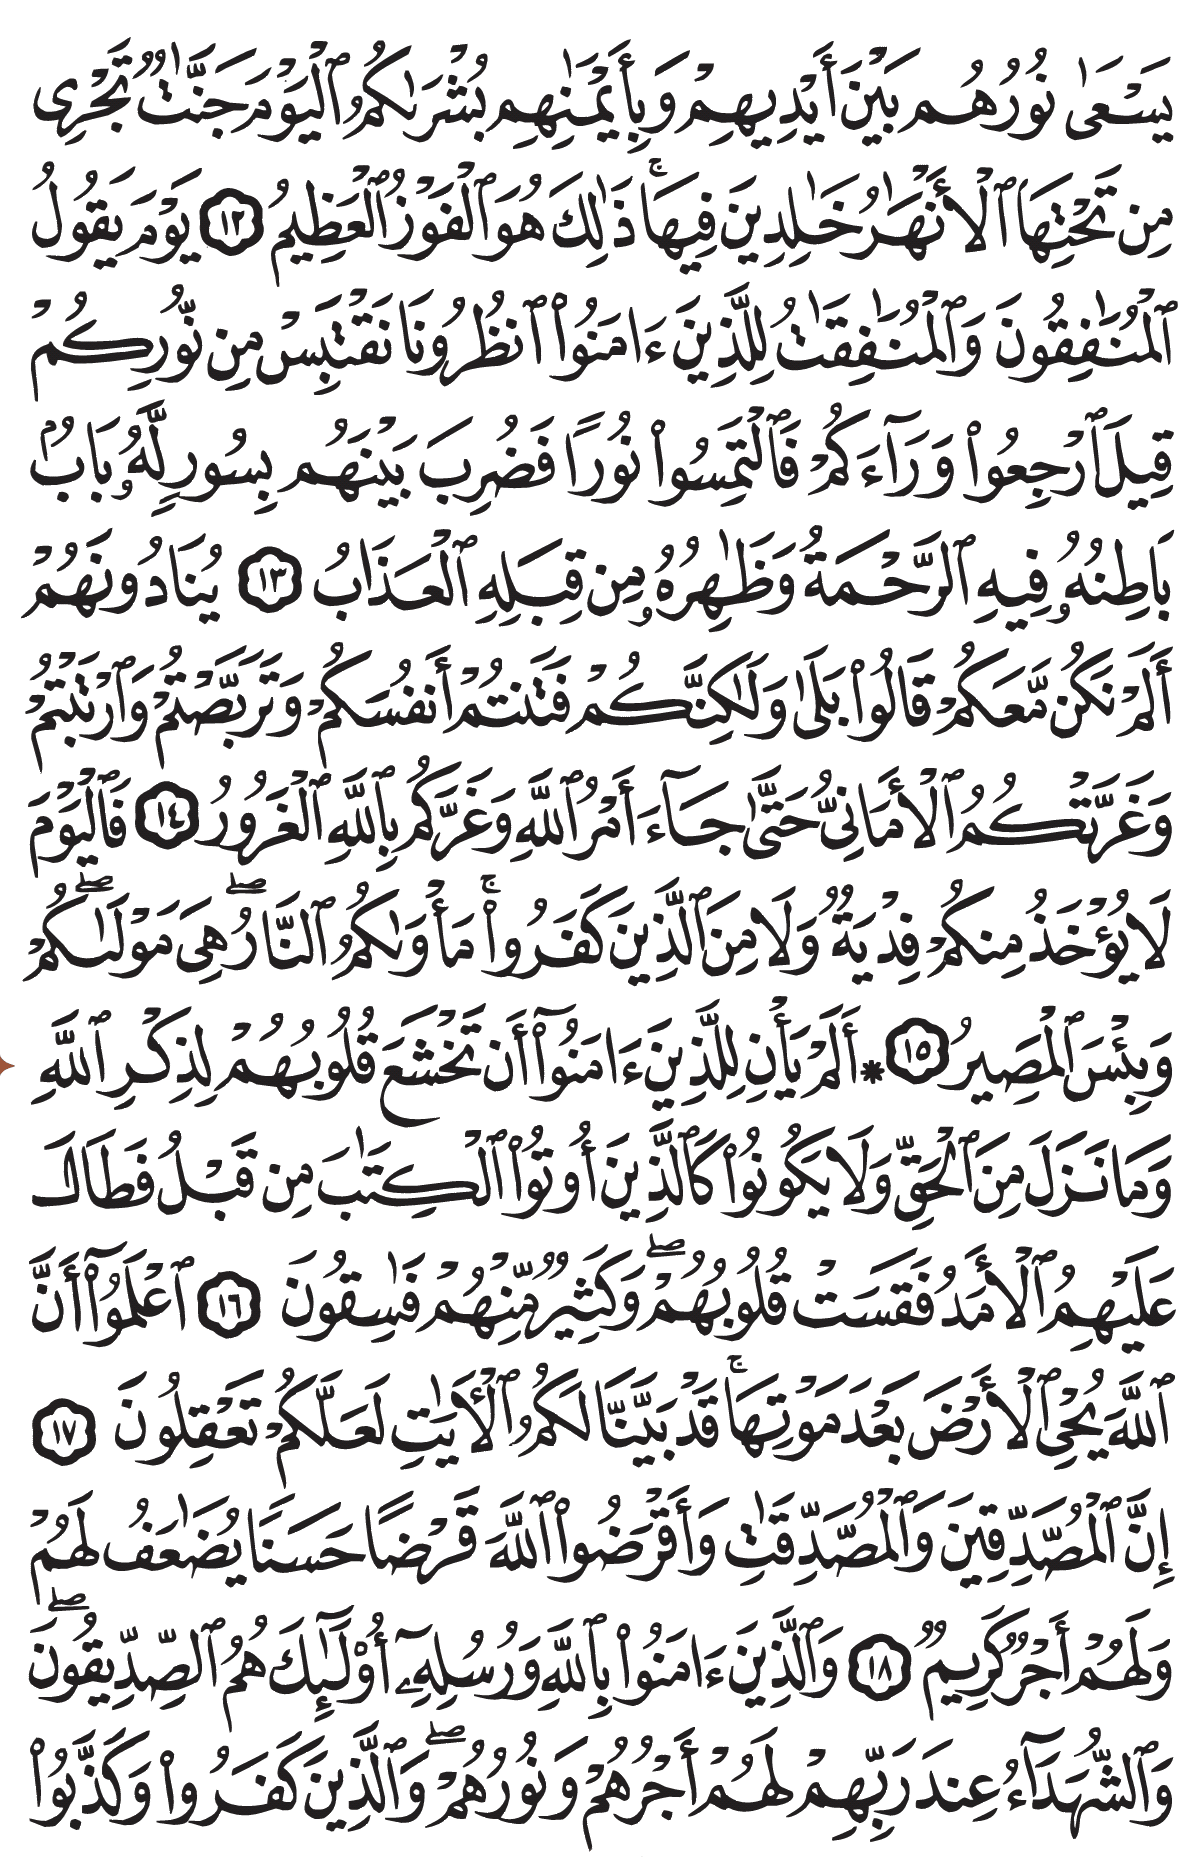 يَسْعَىٰ نُورُهُم بَيْنَ أَيْدِيهِمْ وَبِأَيْمَٰنِهِم بُشْرَىٰكُمُ ٱلْيَوْمَ جَنَّٰتٌ تَجْرِى
مِن تَحْتِهَا ٱلْأَنْهَٰرُ خَٰلِدِينَ فِيهَا ۚ ذَٰلِكَ هُوَ ٱلْفَوْزُ ٱلْعَظِيمُ ١٢ يَوْمَ يَقُولُ
ٱلْمُنَٰفِقُونَ وَٱلْمُنَٰفِقَٰتُ لِلَّذِينَ ءَامَنُوا۟ ٱنظُرُونَا نَقْتَبِسْ مِن نُّورِكُمْ
قِيلَ ٱرْجِعُوا۟ وَرَآءَكُمْ فَٱلْتَمِسُوا۟ نُورًا فَضُرِبَ بَيْنَهُم بِسُورٍ لَّهُۥ بَابٌۢ
بَاطِنُهُۥ فِيهِ ٱلرَّحْمَةُ وَظَٰهِرُهُۥ مِن قِبَلِهِ ٱلْعَذَابُ ١٣ يُنَادُونَهُمْ
أَلَمْ نَكُن مَّعَكُمْ قَالُوا۟ بَلَىٰ وَلَٰكِنَّكُمْ فَتَنتُمْ أَنفُسَكُمْ وَتَرَبَّصْتُمْ وَٱرْتَبْتُمْ
وَغَرَّتْكُمُ ٱلْأَمَانِىُّ حَتَّىٰ جَآءَ أَمْرُ ٱللَّهِ وَغَرَّكُم بِٱللَّهِ ٱلْغَرُورُ ١٤ فَٱلْيَوْمَ
لَا يُؤْخَذُ مِنكُمْ فِدْيَةٌ وَلَا مِنَ ٱلَّذِينَ كَفَرُوا۟ ۚ مَأْوَىٰكُمُ ٱلنَّارُ ۖ هِىَ مَوْلَىٰكُمْ ۖ
وَبِئْسَ ٱلْمَصِيرُ ١٥ * أَلَمْ يَأْنِ لِلَّذِينَ ءَامَنُوٓا۟ أَن تَخْشَعَ قُلُوبُهُمْ لِذِكْرِ ٱللَّهِ
وَمَا نَزَلَ مِنَ ٱلْحَقِّ وَلَا يَكُونُوا۟ كَٱلَّذِينَ أُوتُوا۟ ٱلْكِتَٰبَ مِن قَبْلُ فَطَالَ
عَلَيْهِمُ ٱلْأَمَدُ فَقَسَتْ قُلُوبُهُمْ ۖ وَكَثِيرٌ مِّنْهُمْ فَٰسِقُونَ ١٦ ٱعْلَمُوٓا۟ أَنَّ
ٱللَّهَ يُحْىِ ٱلْأَرْضَ بَعْدَ مَوْتِهَا ۚ قَدْ بَيَّنَّا لَكُمُ ٱلْءَايَٰتِ لَعَلَّكُمْ تَعْقِلُونَ ١٧
إِنَّ ٱلْمُصَّدِّقِينَ وَٱلْمُصَّدِّقَٰتِ وَأَقْرَضُوا۟ ٱللَّهَ قَرْضًا حَسَنًا يُضَٰعَفُ لَهُمْ
وَلَهُمْ أَجْرٌ كَرِيمٌ ١٨ وَٱلَّذِينَ ءَامَنُوا۟ بِٱللَّهِ وَرُسُلِهِۦٓ أُو۟لَٰٓئِكَ هُمُ ٱلصِّدِّيقُونَ ۖ
وَٱلشُّهَدَآءُ عِندَ رَبِّهِمْ لَهُمْ أَجْرُهُمْ وَنُورُهُمْ ۖ وَٱلَّذِينَ كَفَرُوا۟ وَكَذَّبُوا۟